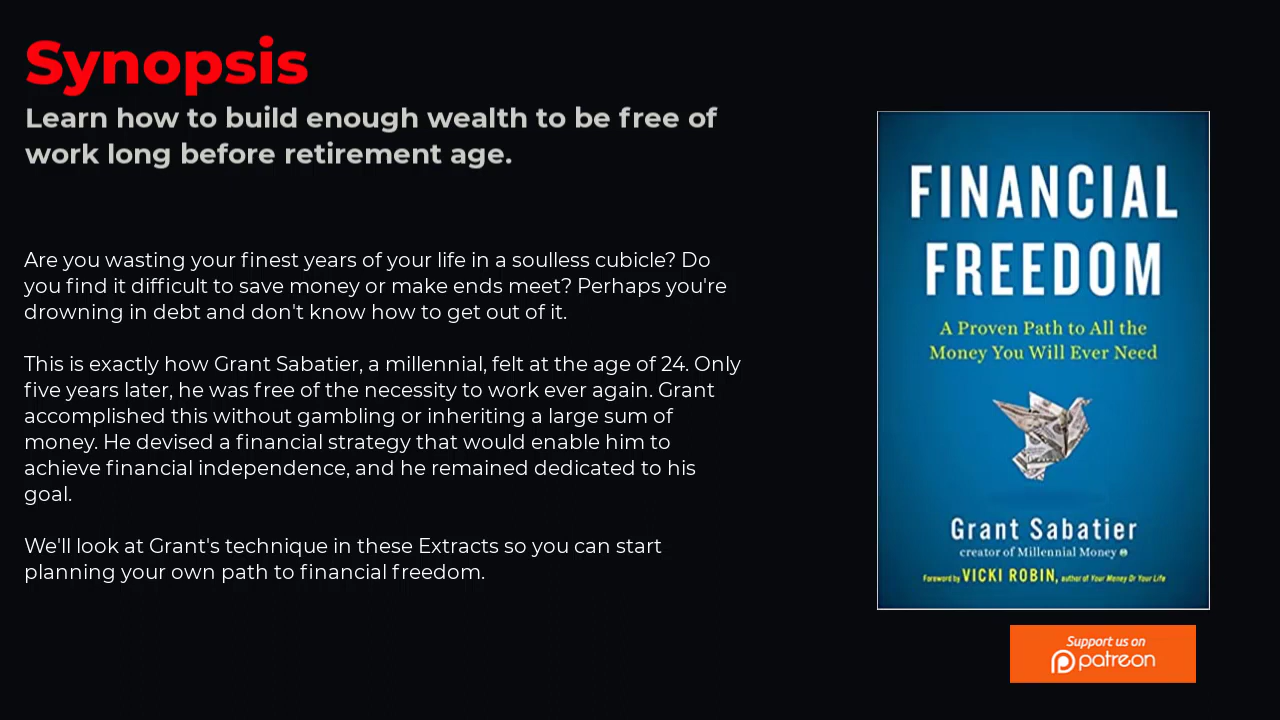 Synopsis
Learn how to build enough wealth to be free of
work long before retirement age.
Are you wasting your finest years of your life in a soulless cubicle? Do
you find it difficult to save money or make ends meet? Perhaps you're
drowning in debt and don't know how to get out of it.
This is exactly how Grant Sabatier, a millennial, felt at the age of 24. Only
five years later, he was free of the necessity to work ever again. Grant
accomplished this without gambling or inheriting a large sum of
money. He devised a financial strategy that would enable him to
achieve financial independence, and he remained dedicated to his
goal.
We'll look at Grant's technique in these Extracts so you can start
planning your own path to financial freedom.
FINANCIAL
FREEDOM
A Proven Path to All the
Money You Will Ever Need
Grant Sabatier
creator of Millennial Money
Foreword by VICKI ROBIN, author of Your Money Or Your Life
Support us on
patreon